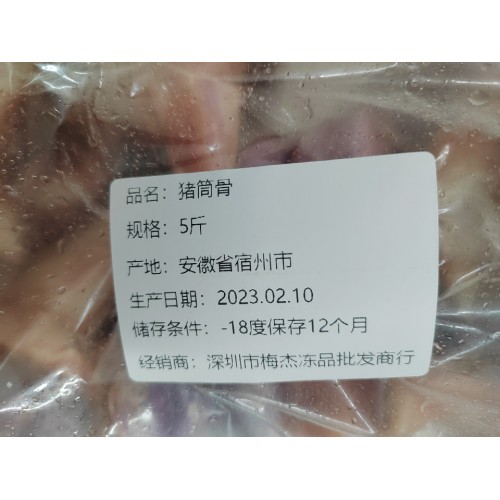 品名：猪筒骨
规格：5斤
产地：安徽省宿州市
生产日期：2023.02.10
储存条件：-18度保存12个月
经销商：深圳市梅杰冻品批发商行